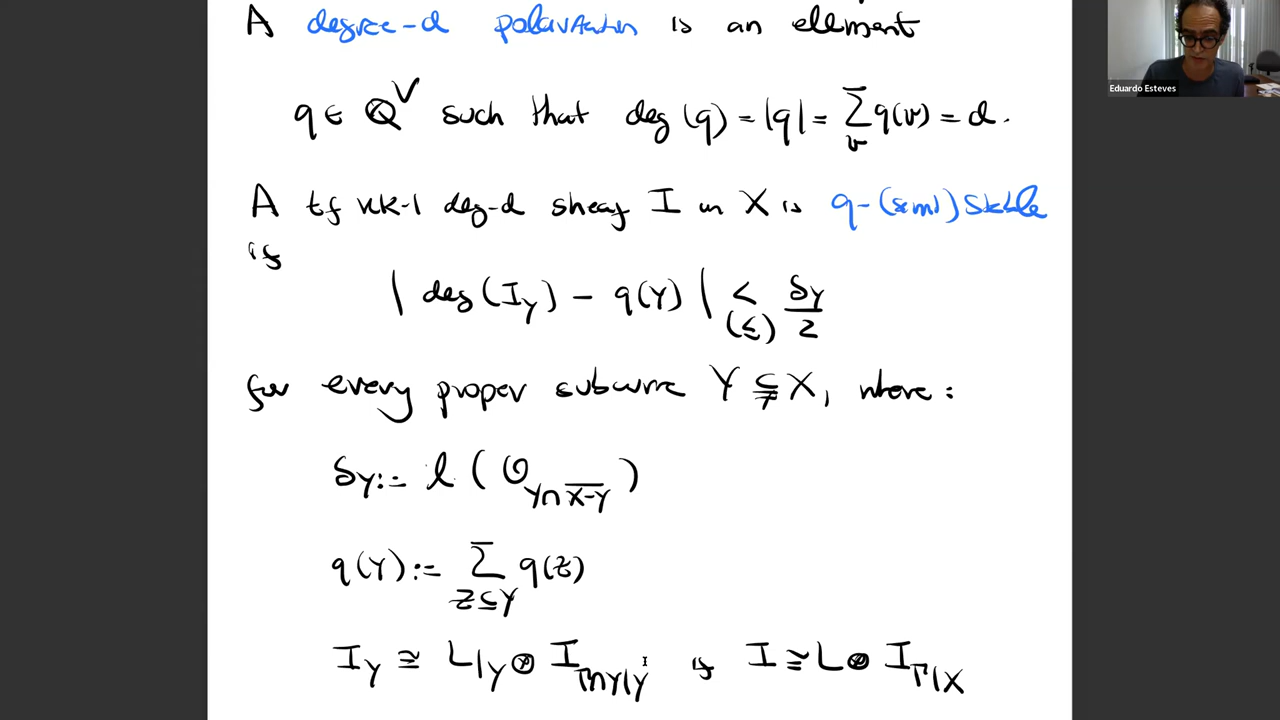 A degree-d polarization is an element
q ∈ Q^V such that deg(q) = |q| = Σ_v q(v) = d.
A tf rk-1 deg-d sheaf I on X is q-(semi)stable
if
| deg(I_Y) - q(Y) | < (≤) δ_Y / 2
for every proper subcurve Y ⊊ X, where:
δ_Y := l ( O_{Y∩\overline{X-Y}} )
q(Y) := Σ_{Z⊆Y} q(Z)
I_Y ≅ L|_Y ⊗ I_{Γ∩Y|Y} if I ≅ L ⊗ I_{Γ|X}
Eduardo Esteves